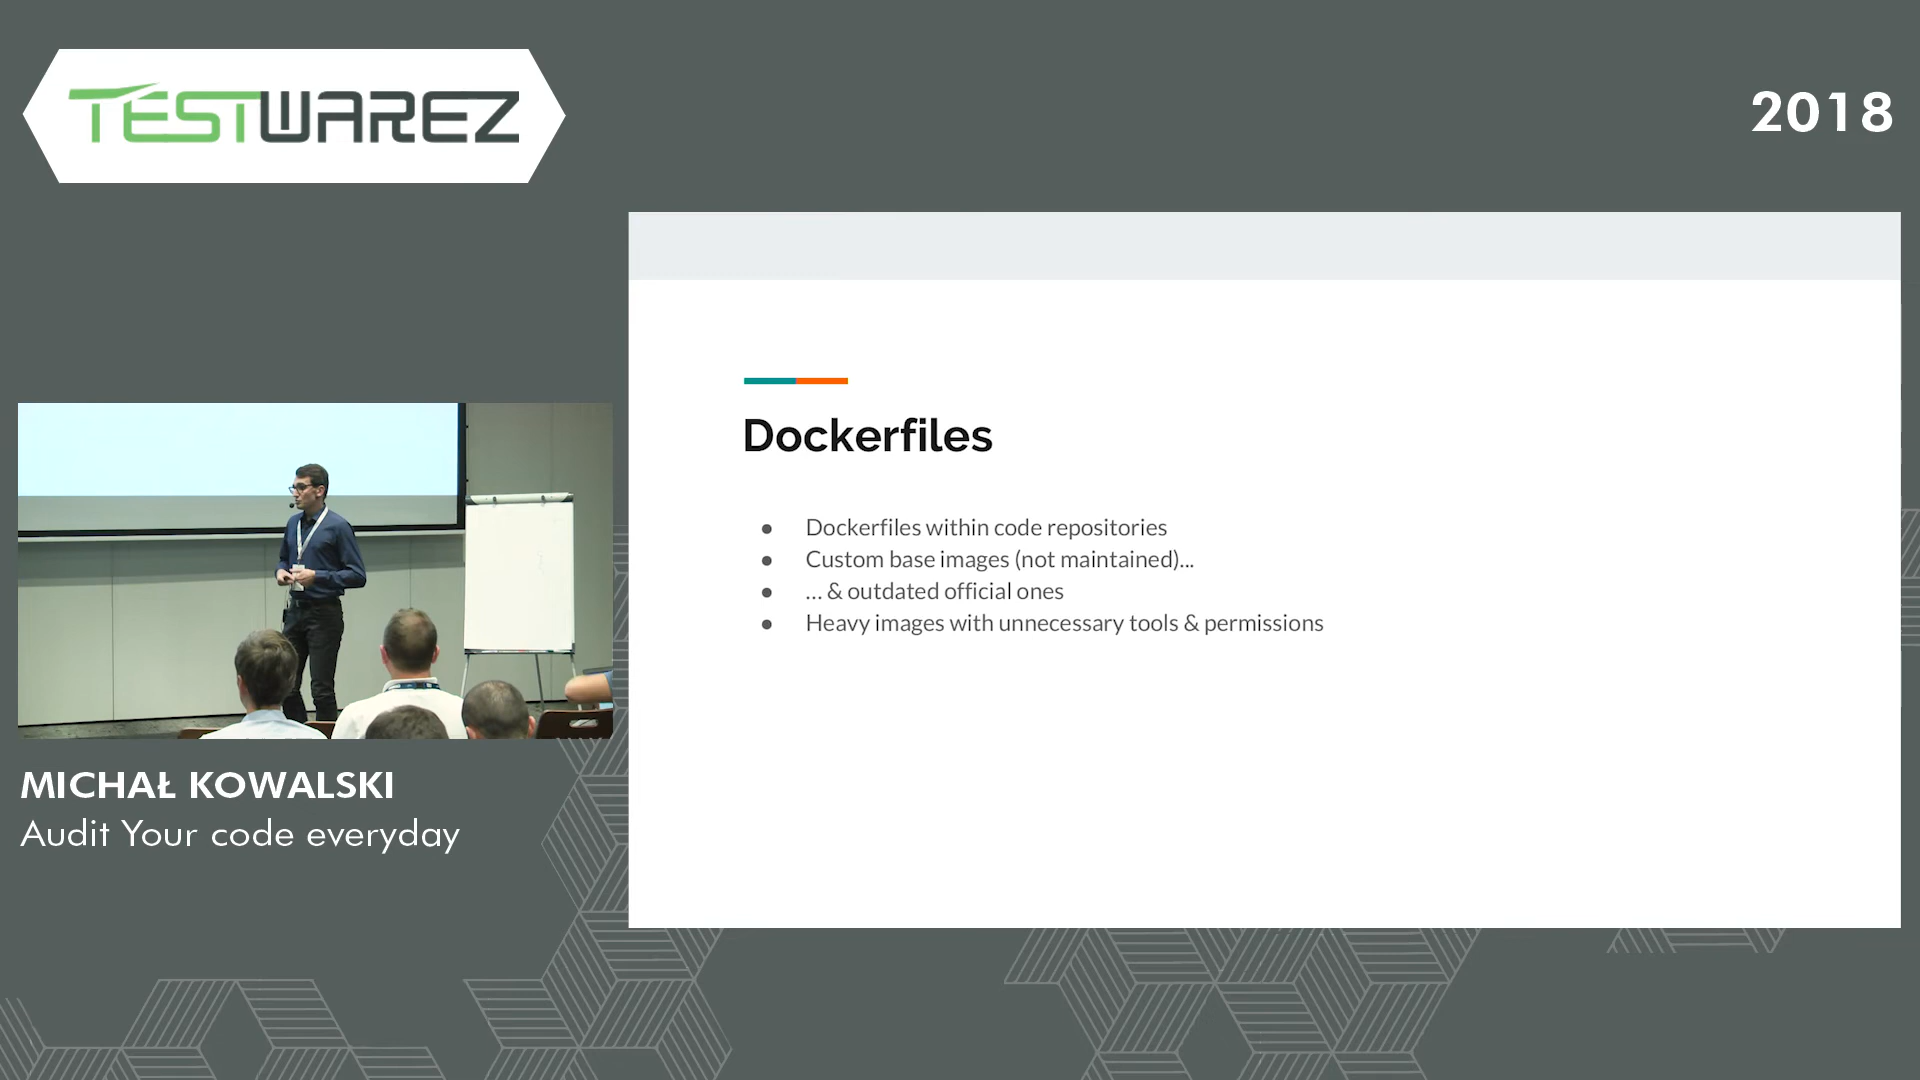 TESTWAREZ
2018
Dockerfiles
● Dockerfiles within code repositories
● Custom base images (not maintained)...
● ... & outdated official ones
● Heavy images with unnecessary tools & permissions
MICHAŁ KOWALSKI
Audit Your code everyday